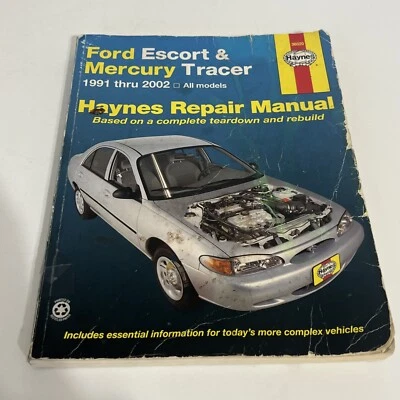 Ford Escort &
Mercury Tracer
1991 thru 2002 □ All models
Haynes
Haynes Repair Manual
Based on a complete teardown and rebuild
Haynes
Includes essential information for today's more complex vehicles